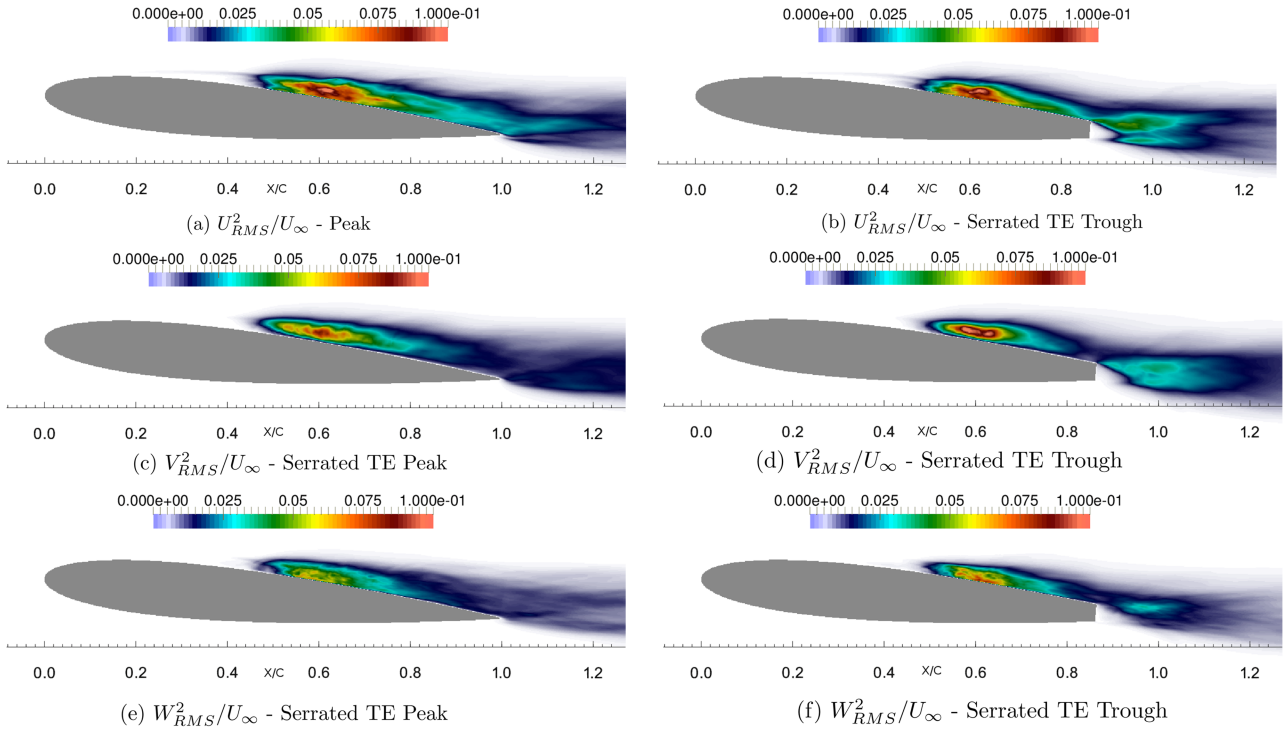 0.000e+00 0.025 0.05 0.075 1.000e-01
0.000e+00 0.025 0.05 0.075 1.000e-01
0.0 0.2 0.4 X/C 0.6 0.8 1.0 1.2
0.0 0.2 0.4 X/C 0.6 0.8 1.0 1.2
(a) U²_RMS/U∞ - Peak
(b) U²_RMS/U∞ - Serrated TE Trough
0.000e+00 0.025 0.05 0.075 1.000e-01
0.000e+00 0.025 0.05 0.075 1.000e-01
0.0 0.2 0.4 X/C 0.6 0.8 1.0 1.2
0.0 0.2 0.4 X/C 0.6 0.8 1.0 1.2
(c) V²_RMS/U∞ - Serrated TE Peak
(d) V²_RMS/U∞ - Serrated TE Trough
0.000e+00 0.025 0.05 0.075 1.000e-01
0.000e+00 0.025 0.05 0.075 1.000e-01
0.0 0.2 0.4 X/C 0.6 0.8 1.0 1.2
0.0 0.2 0.4 X/C 0.6 0.8 1.0 1.2
(e) W²_RMS/U∞ - Serrated TE Peak
(f) W²_RMS/U∞ - Serrated TE Trough